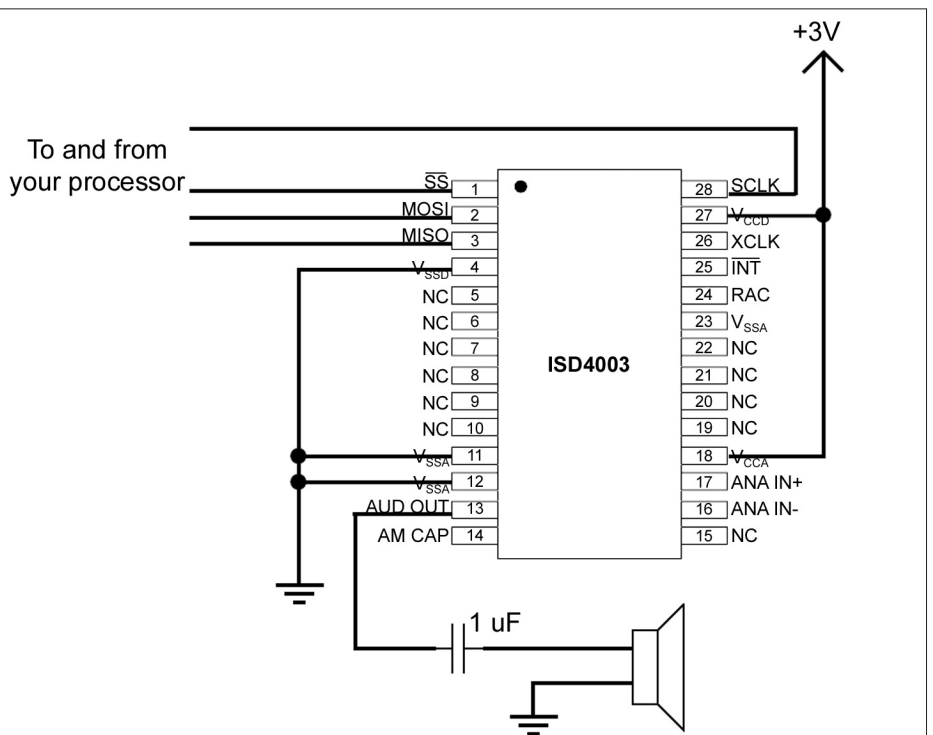 +3V
To and from
your processor
SS 1
MOSI 2
MISO 3
VSSD 4
NC 5
NC 6
NC 7
NC 8
NC 9
NC 10
VSSA 11
VSSA 12
AUD OUT 13
AM CAP 14
ISD4003
28 SCLK
27 VCCD
26 XCLK
25 INT
24 RAC
23 VSSA
22 NC
21 NC
20 NC
19 NC
18 VCCA
17 ANA IN+
16 ANA IN-
15 NC
1 uF